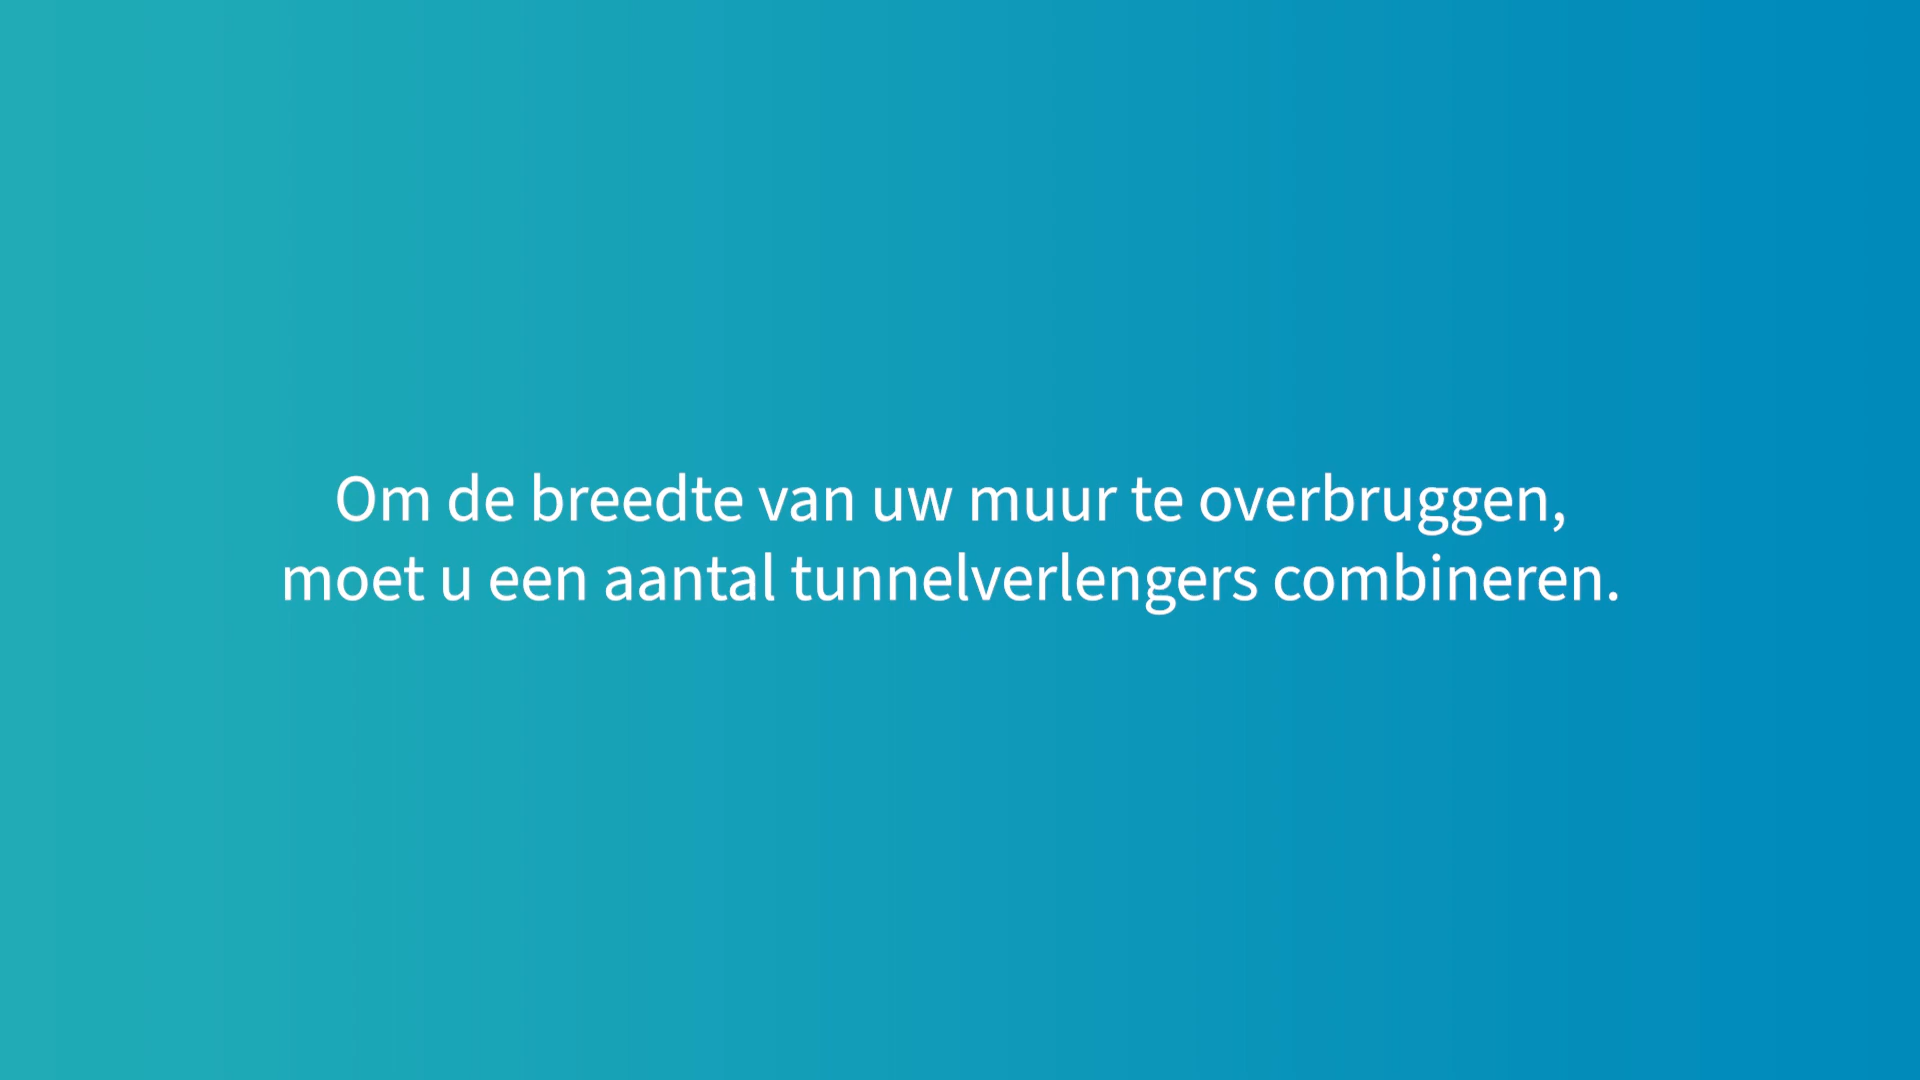 Om de breedte van uw muur te overbruggen,
moet u een aantal tunnelverlengers combineren.